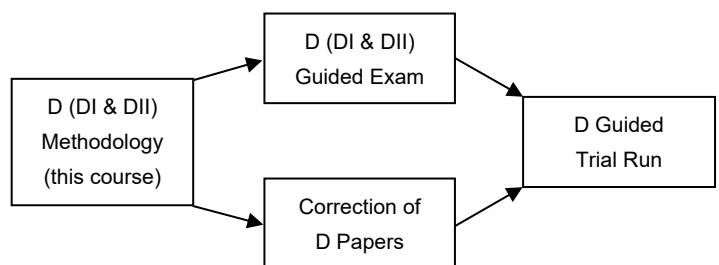 D (DI & DII)
Methodology
(this course)
D (DI & DII)
Guided Exam
Correction of
D Papers
D Guided
Trial Run